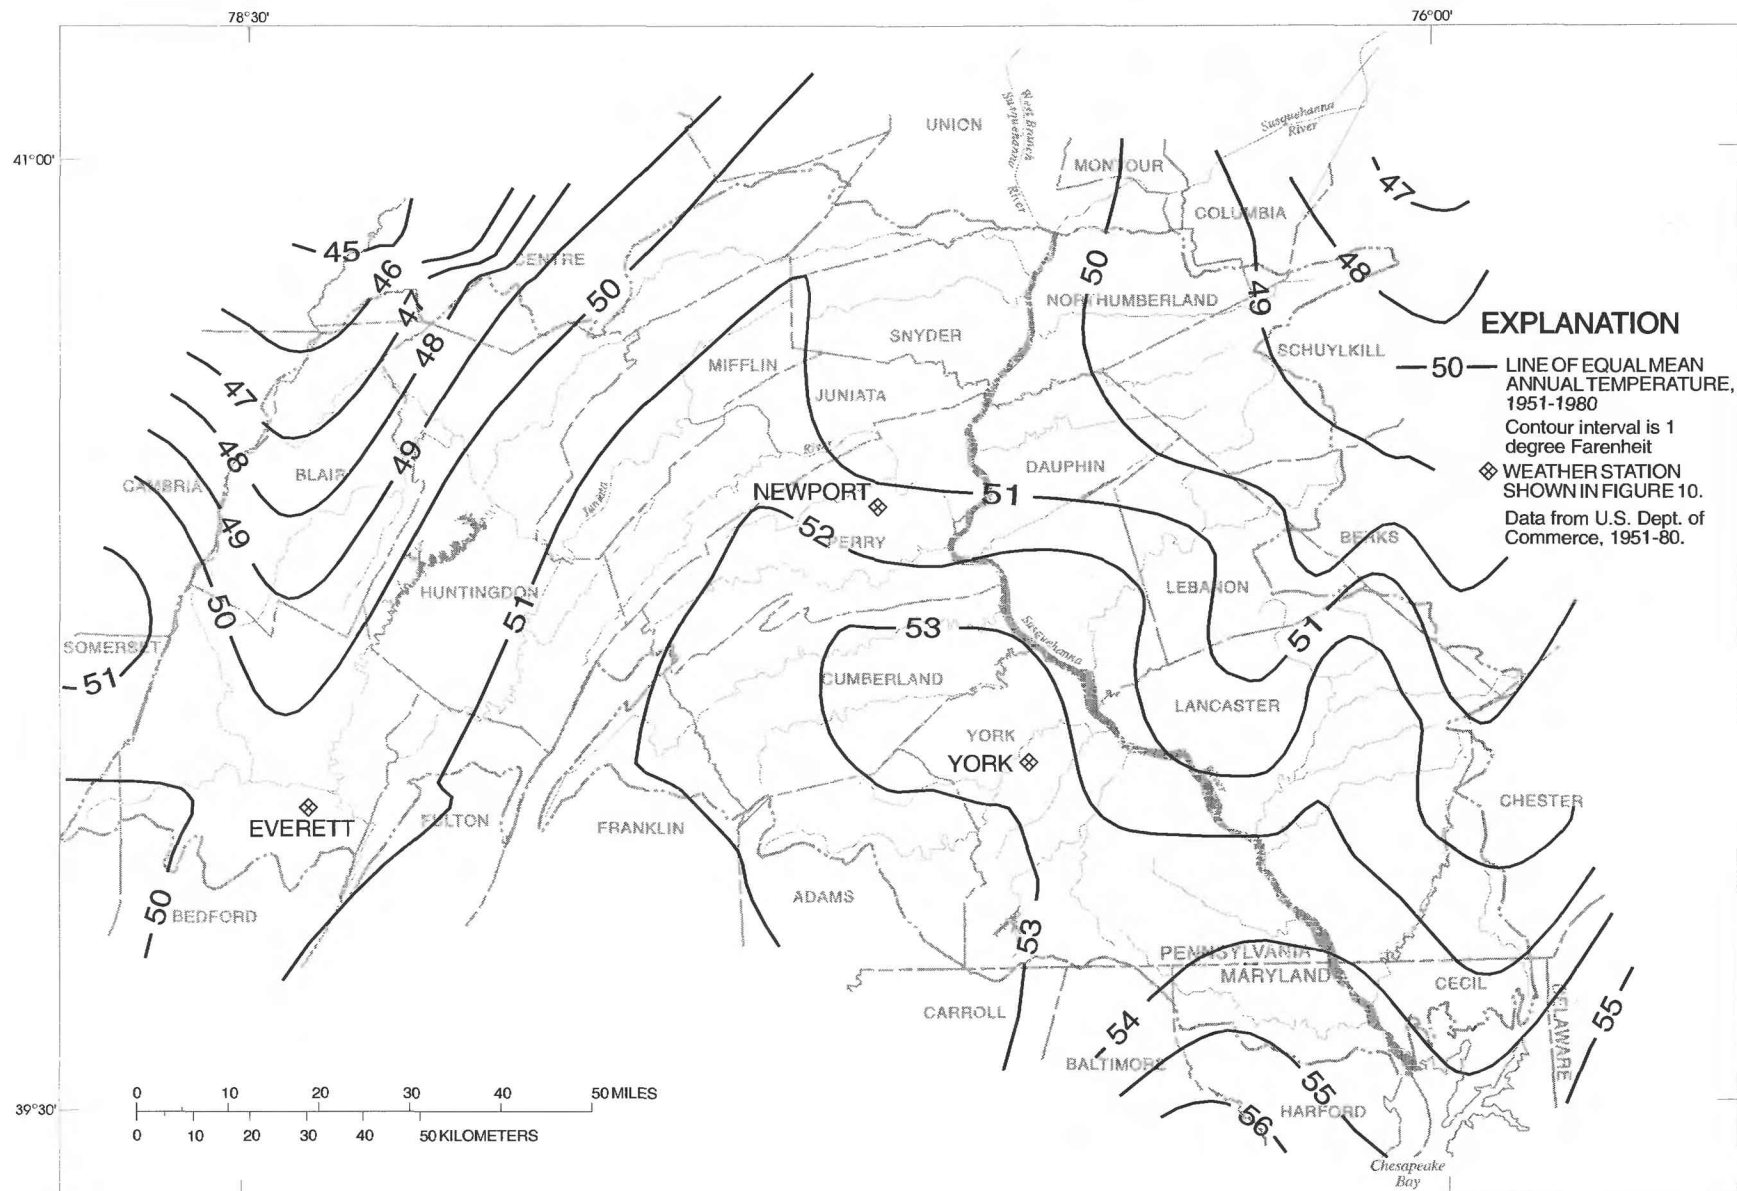 78°30'
76°00'
41°00'
39°30'
UNION
West Branch
Susquehanna
River
MONTOUR
Susquehanna
River
47
COLUMBIA
45
46
CENTRE
50
50
48
47
49
NORTHUMBERLAND
48
SNYDER
SCHUYLKILL
MIFFLIN
JUNIATA
47
48
49
River
Juniata
BLAIR
CAMBRIA
DAUPHIN
NEWPORT
51
49
52
PERRY
BERKS
LEBANON
HUNTINGDON
50
51
53
51
SOMERSET
51
Susquehanna
CUMBERLAND
LANCASTER
YORK
YORK
CHESTER
EVERETT
FULTON
FRANKLIN
50
BEDFORD
ADAMS
53
PENNSYLVANIA
MARYLAND
CECIL
CARROLL
DELAWARE
55
54
BALTIMORE
55
HARFORD
56
Chesapeake
Bay
EXPLANATION
50 LINE OF EQUAL MEAN
ANNUAL TEMPERATURE,
1951-1980
Contour interval is 1
degree Farenheit
WEATHER STATION
SHOWN IN FIGURE 10.
Data from U.S. Dept. of
Commerce, 1951-80.
0 10 20 30 40 50 MILES
0 10 20 30 40 50 KILOMETERS